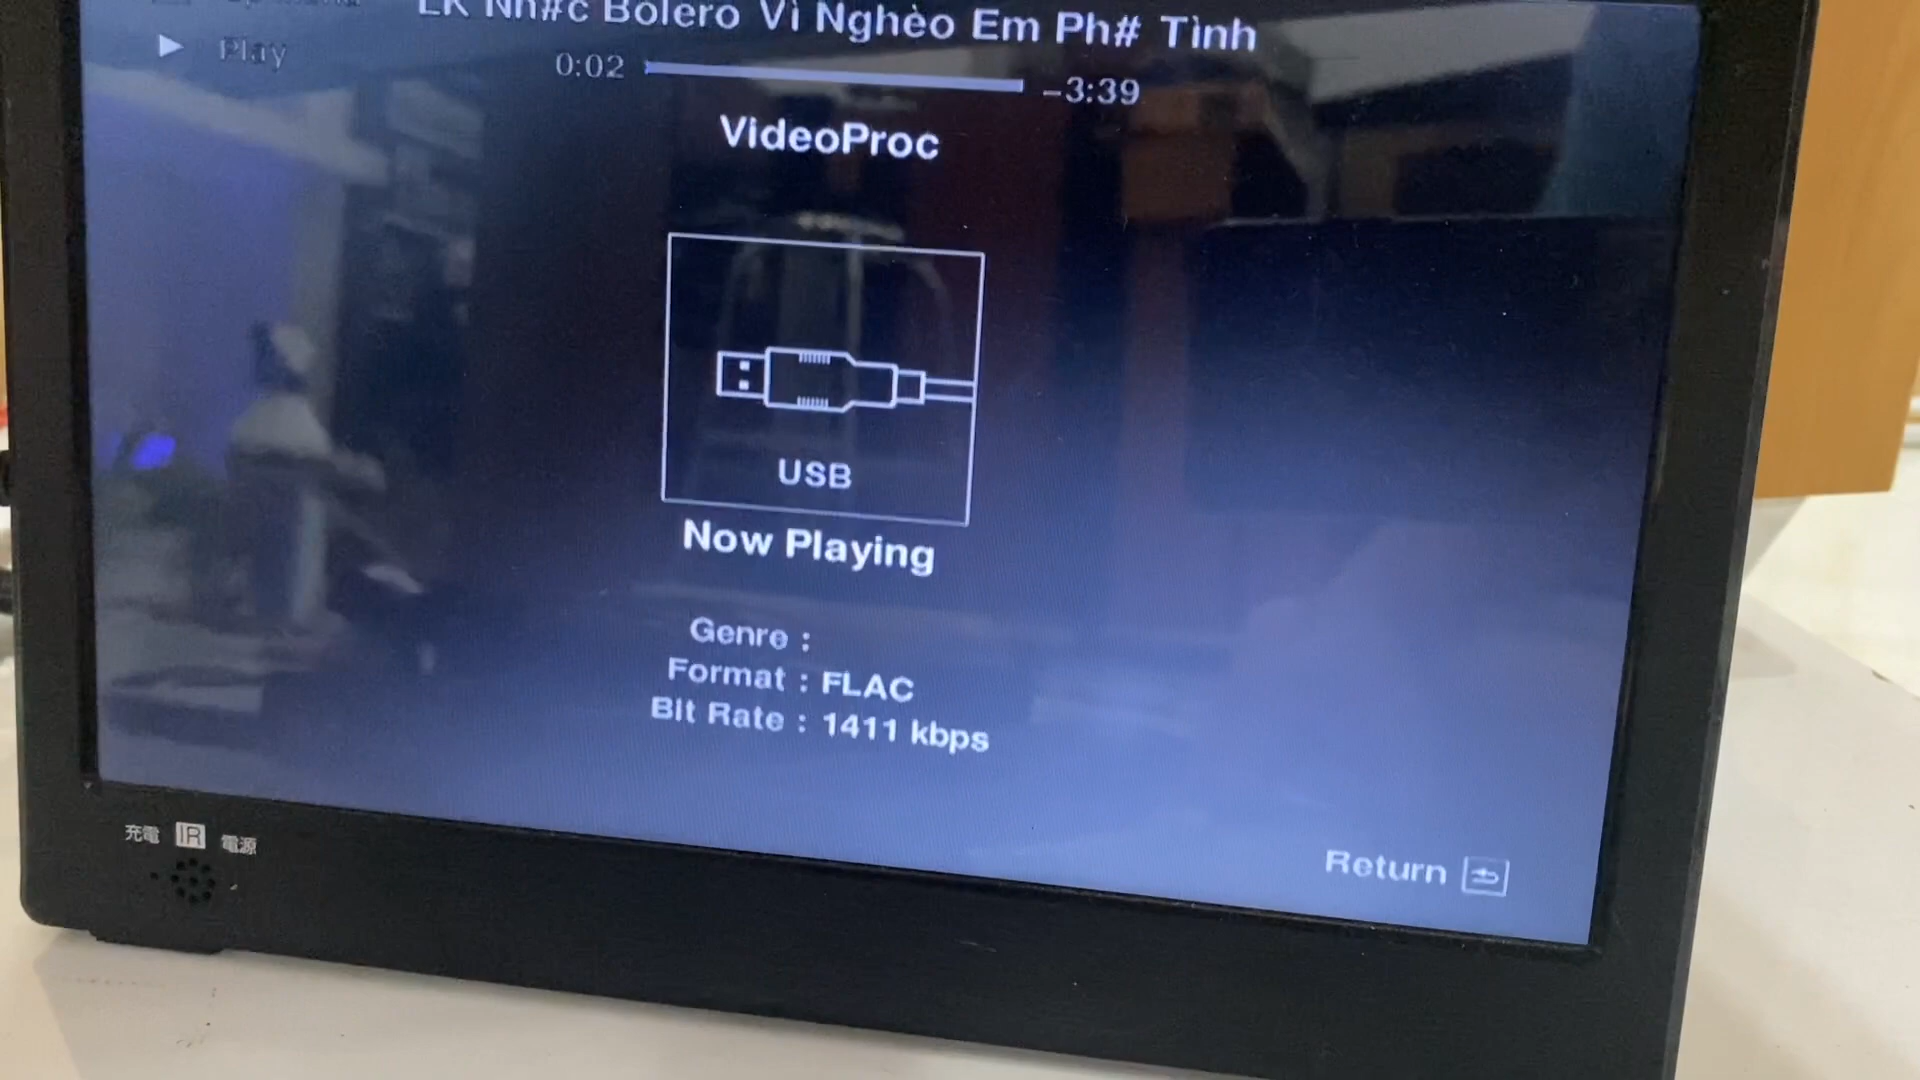 LK Nh#c Bolero Vì Nghèo Em Ph# Tình
Play
0:02
-3:39
VideoProc
USB
Now Playing
Genre :
Format : FLAC
Bit Rate : 1411 kbps
Return
充電 IR 電源